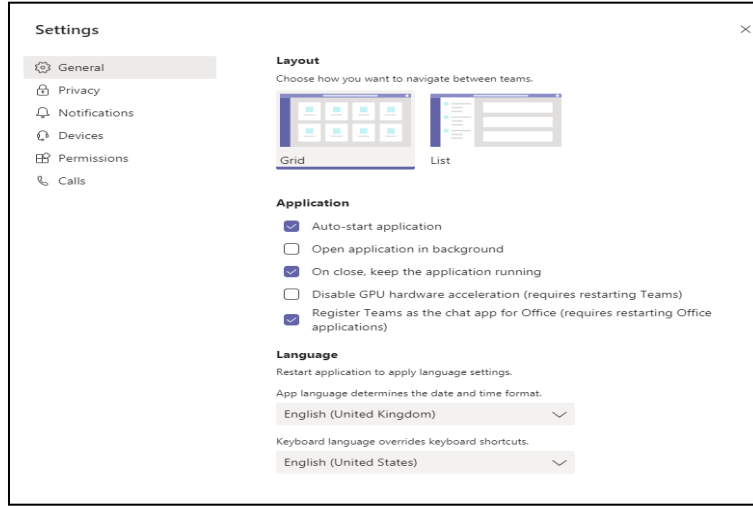 Settings
General
Privacy
Notifications
Devices
Permissions
Calls
Layout
Choose how you want to navigate between teams.
Grid
List
Application
Auto-start application
Open application in background
On close, keep the application running
Disable GPU hardware acceleration (requires restarting Teams)
Register Teams as the chat app for Office (requires restarting Office
applications)
Language
Restart application to apply language settings.
App language determines the date and time format.
English (United Kingdom)
Keyboard language overrides keyboard shortcuts.
English (United States)